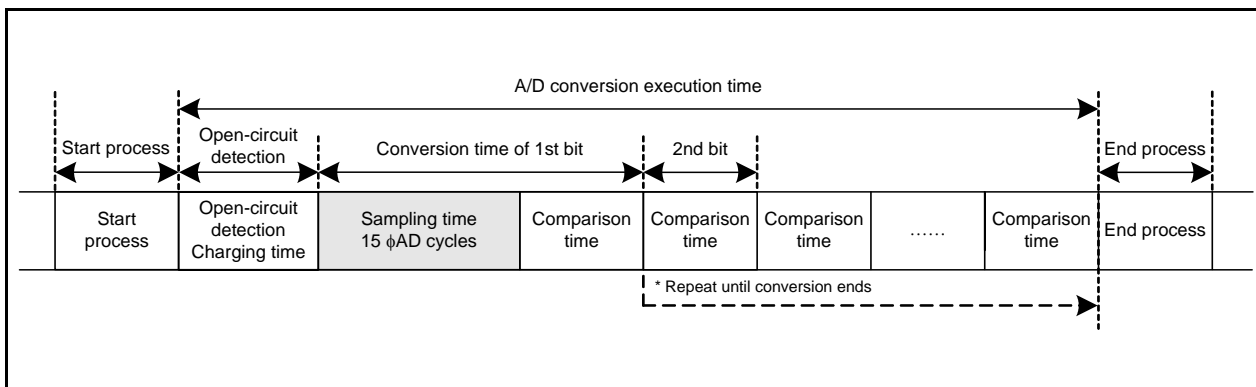 A/D conversion execution time
Start process
Open-circuit
detection
Conversion time of 1st bit
2nd bit
End process
Start
process
Open-circuit
detection
Charging time
Sampling time
15 ϕAD cycles
Comparison
time
Comparison
time
Comparison
time
......
Comparison
time
End process
* Repeat until conversion ends